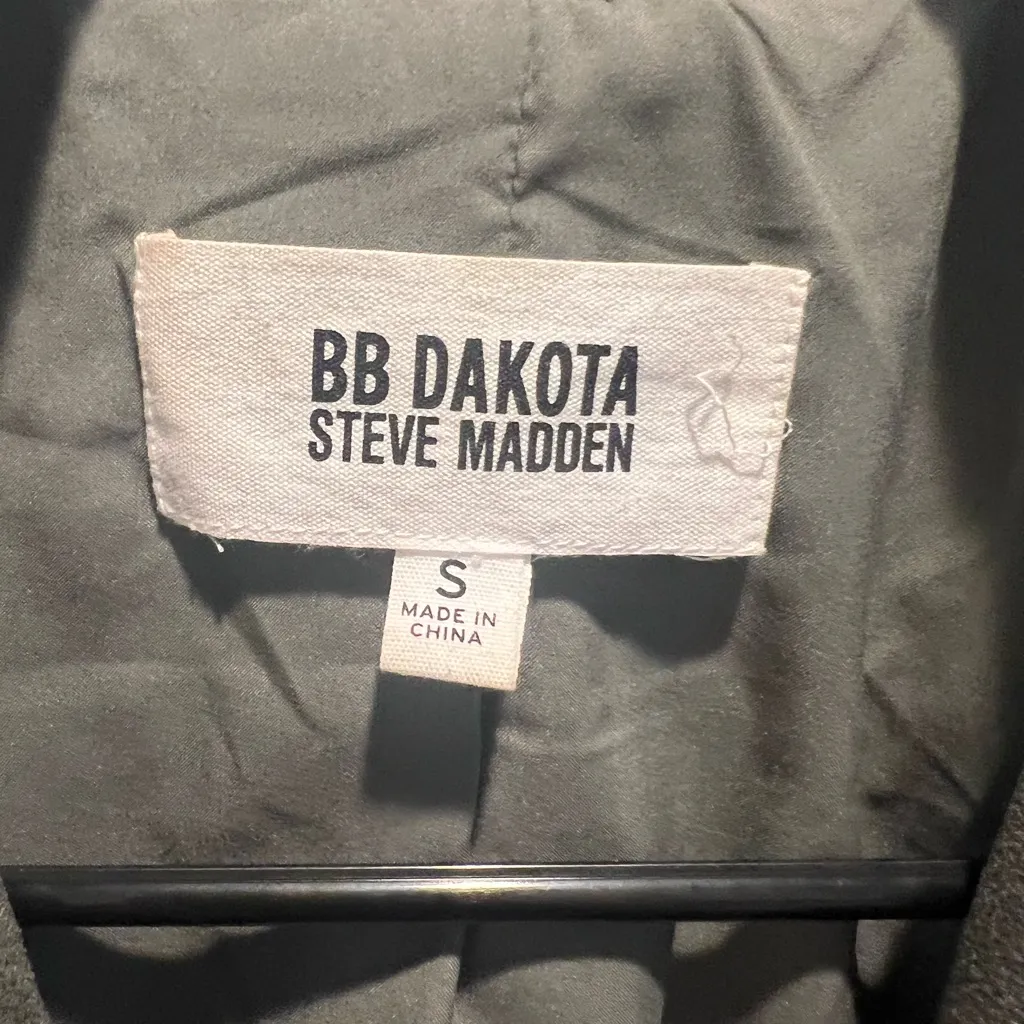 BB DAKOTA
STEVE MADDEN
S
MADE IN
CHINA